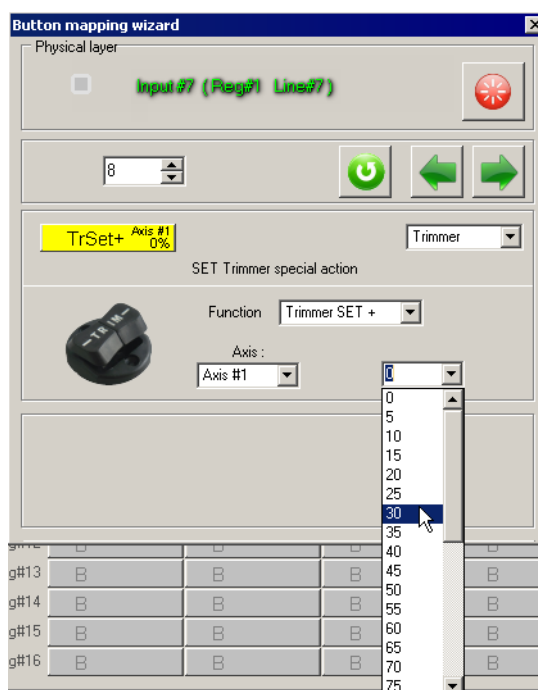 Button mapping wizard
Physical layer
Input#7 (Reg#1 Line#7)
8
TrSet+ Axis #1 0%
Trimmer
SET Trimmer special action
-TRIM-
Function Trimmer SET +
Axis :
Axis #1
0
0
5
10
15
20
25
30
35
40
45
50
55
60
65
70
75
g#12 B B B B
g#13 B B B B
g#14 B B B B
g#15 B B B B
g#16 B B B B